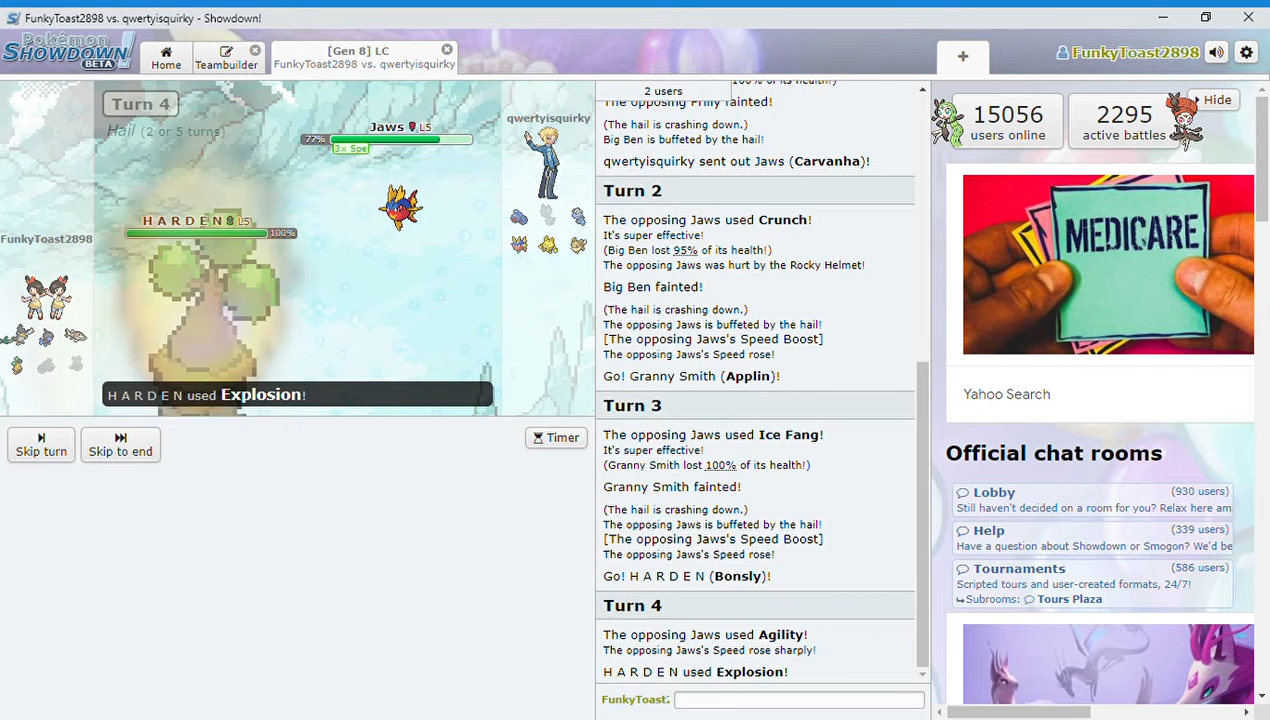 FunkyToast2898 vs. qwertyisquirky - Showdown!
Pokémon
SHOWDOWN!
BETA
Home
Teambuilder
[Gen 8] LC
FunkyToast2898 vs. qwertyisquirky
+
FunkyToast2898
Turn 4
Hail (2 or 5 turns)
Jaws L5
77%
3× Spe
qwertyisquirky
H A R D E N L5
100%
FunkyToast2898
H A R D E N used Explosion!
Skip turn
Skip to end
Timer
2 users
The opposing Philly fainted!
(The hail is crashing down.)
Big Ben is buffeted by the hail!
qwertyisquirky sent out Jaws (Carvanha)!
Turn 2
The opposing Jaws used Crunch!
It's super effective!
(Big Ben lost 95% of its health!)
The opposing Jaws was hurt by the Rocky Helmet!
Big Ben fainted!
(The hail is crashing down.)
The opposing Jaws is buffeted by the hail!
[The opposing Jaws's Speed Boost]
The opposing Jaws's Speed rose!
Go! Granny Smith (Applin)!
Turn 3
The opposing Jaws used Ice Fang!
It's super effective!
(Granny Smith lost 100% of its health!)
Granny Smith fainted!
(The hail is crashing down.)
The opposing Jaws is buffeted by the hail!
[The opposing Jaws's Speed Boost]
The opposing Jaws's Speed rose!
Go! H A R D E N (Bonsly)!
Turn 4
The opposing Jaws used Agility!
The opposing Jaws's Speed rose sharply!
H A R D E N used Explosion!
FunkyToast2
15056
users online
2295
active battles
Hide
MEDICARE
Yahoo Search
Official chat rooms
Lobby (930 users)
Still haven't decided on a room for you? Relax here am
Help (339 users)
Have a question about Showdown or Smogon? We'd be
Tournaments (586 users)
Scripted tours and user-created formats, 24/7!
Subrooms: Tours Plaza